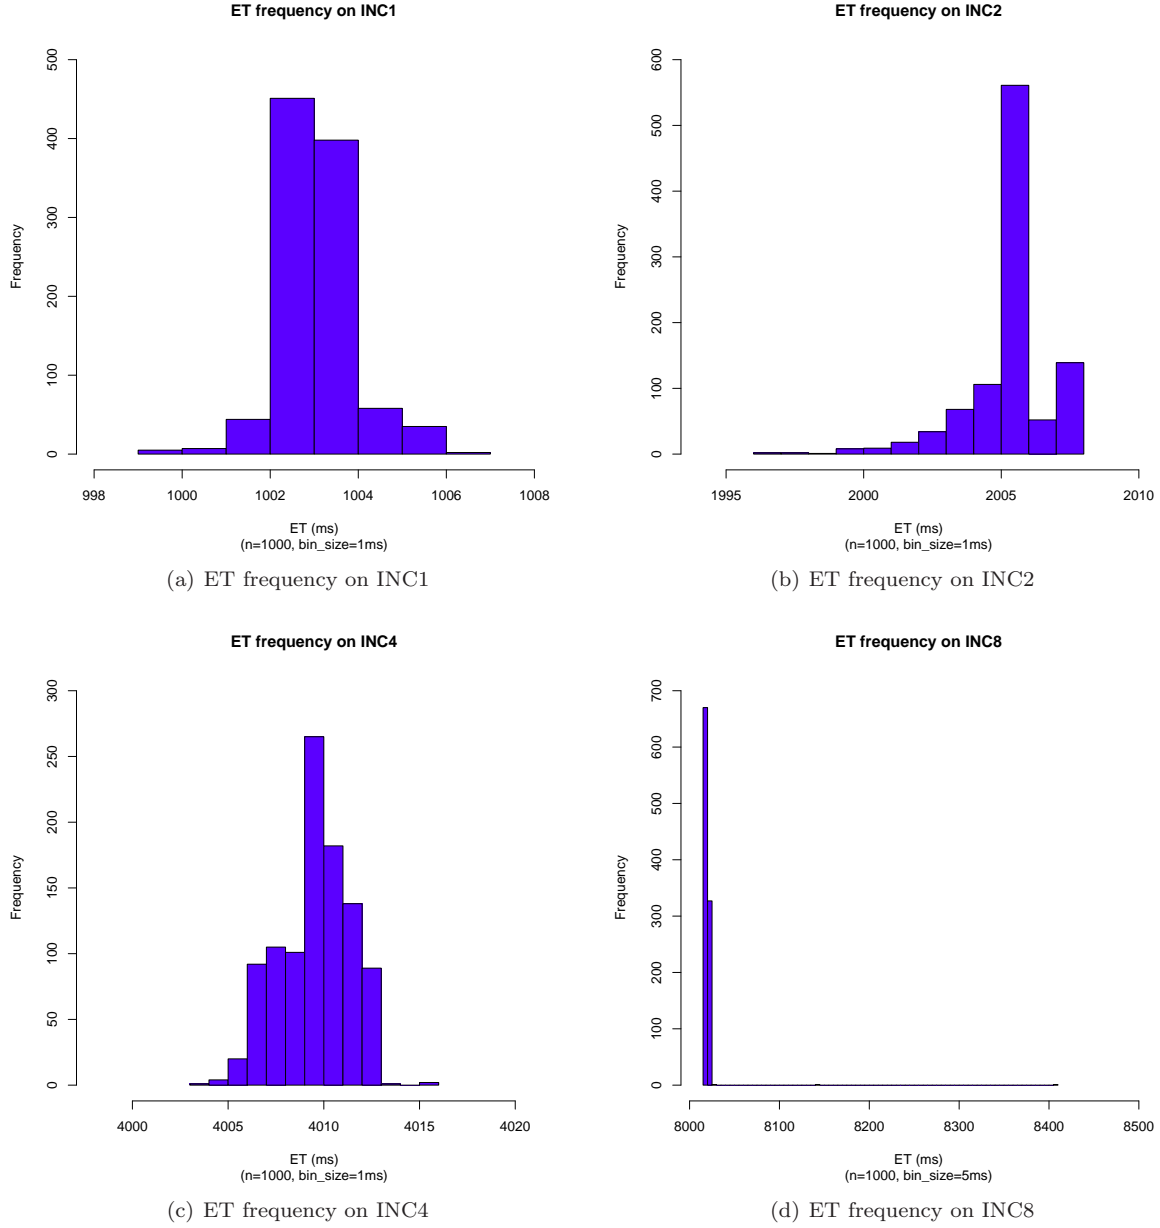 ET frequency on INC1
500
400
300
200
100
0
Frequency
998 1000 1002 1004 1006 1008
ET (ms)
(n=1000, bin_size=1ms)
(a) ET frequency on INC1
ET frequency on INC2
600
500
400
300
200
100
0
Frequency
1995 2000 2005 2010
ET (ms)
(n=1000, bin_size=1ms)
(b) ET frequency on INC2
ET frequency on INC4
300
250
200
150
100
50
0
Frequency
4000 4005 4010 4015 4020
ET (ms)
(n=1000, bin_size=1ms)
(c) ET frequency on INC4
ET frequency on INC8
700
600
500
400
300
200
100
0
Frequency
8000 8100 8200 8300 8400 8500
ET (ms)
(n=1000, bin_size=5ms)
(d) ET frequency on INC8